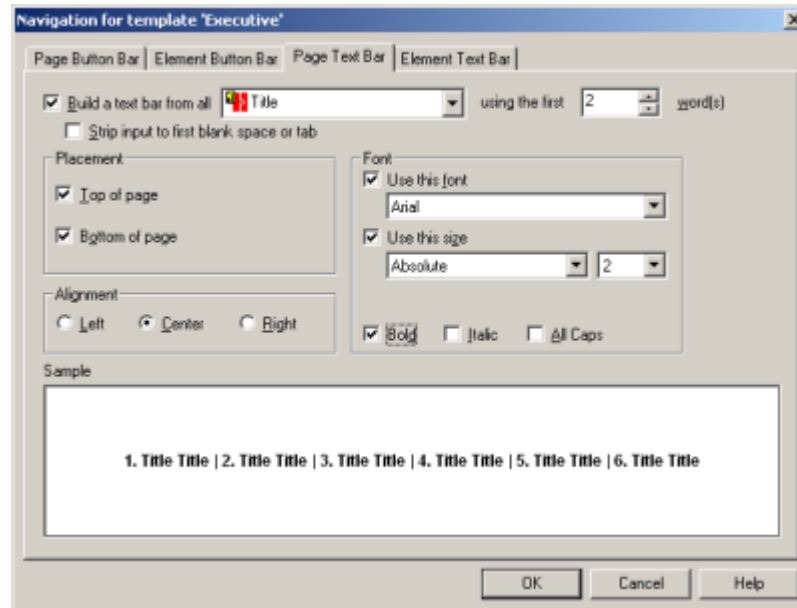 Navigation for template 'Executive'
Page Button Bar Element Button Bar Page Text Bar Element Text Bar
Build a text bar from all Title using the first 2 word(s)
Strip input to first blank space or tab
Placement
Top of page
Bottom of page
Font
Use this font
Arial
Use this size
Absolute 2
Alignment
Left Center Right
Bold Italic All Caps
Sample
1. Title Title | 2. Title Title | 3. Title Title | 4. Title Title | 5. Title Title | 6. Title Title
OK Cancel Help